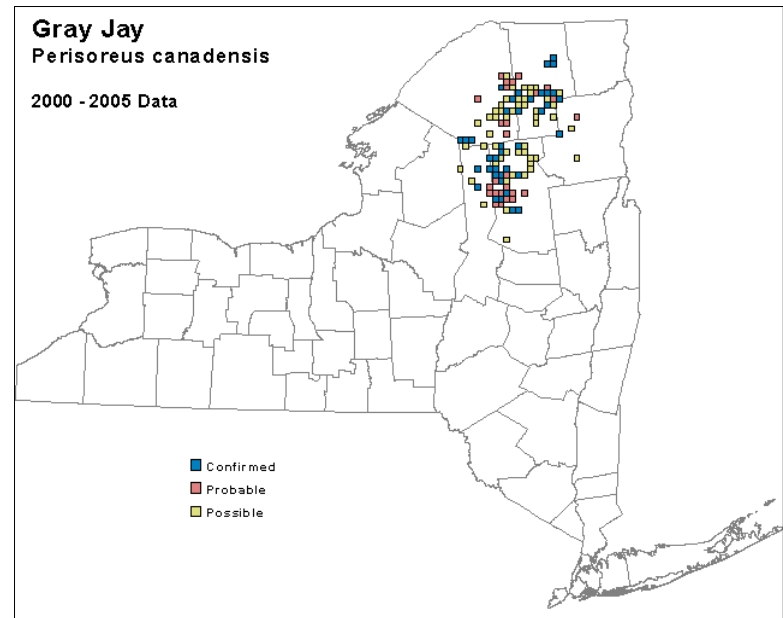 Gray Jay
Perisoreus canadensis
2000 - 2005 Data
Confirmed
Probable
Possible